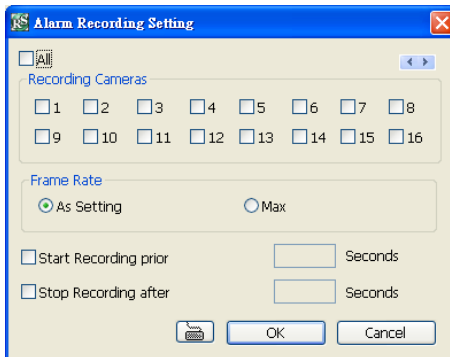 RS Alarm Recording Setting
All
Recording Cameras
1 2 3 4 5 6 7 8
9 10 11 12 13 14 15 16
Frame Rate
As Setting Max
Start Recording prior Seconds
Stop Recording after Seconds
OK Cancel